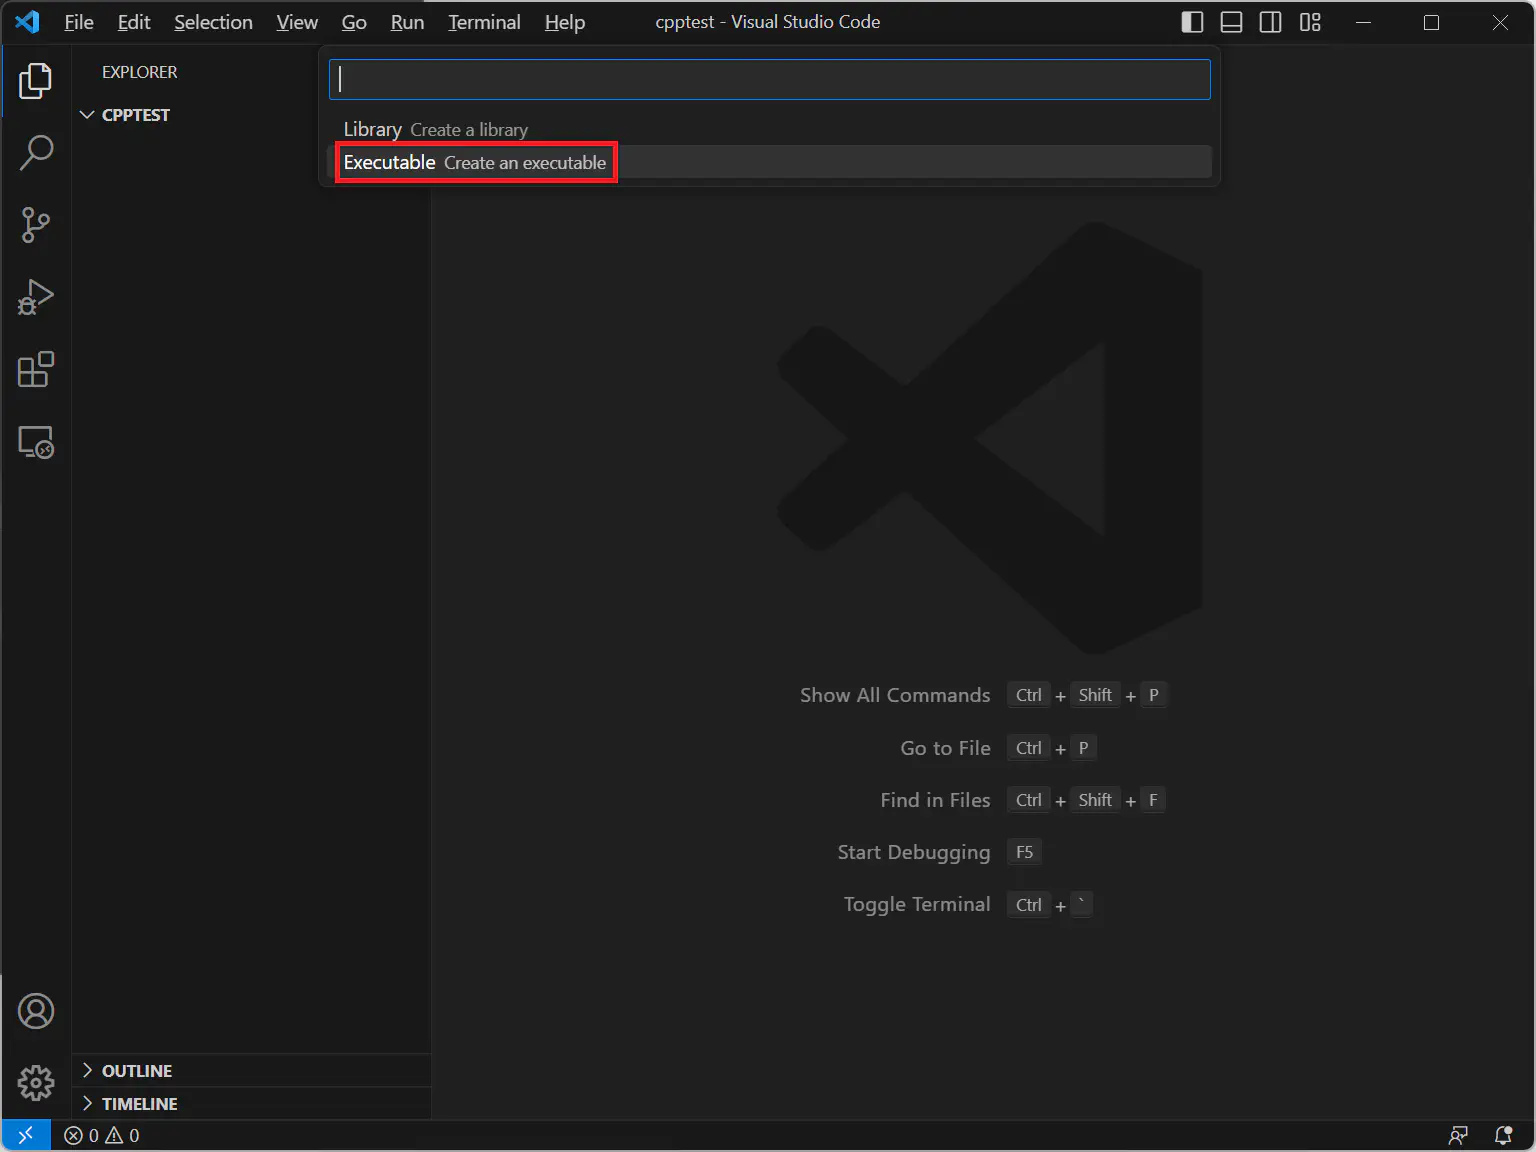 File Edit Selection View Go Run Terminal Help cpptest - Visual Studio Code
EXPLORER
CPPTEST
Library Create a library
Executable Create an executable
Show All Commands Ctrl + Shift + P
Go to File Ctrl + P
Find in Files Ctrl + Shift + F
Start Debugging F5
Toggle Terminal Ctrl + `
OUTLINE
TIMELINE
0 0